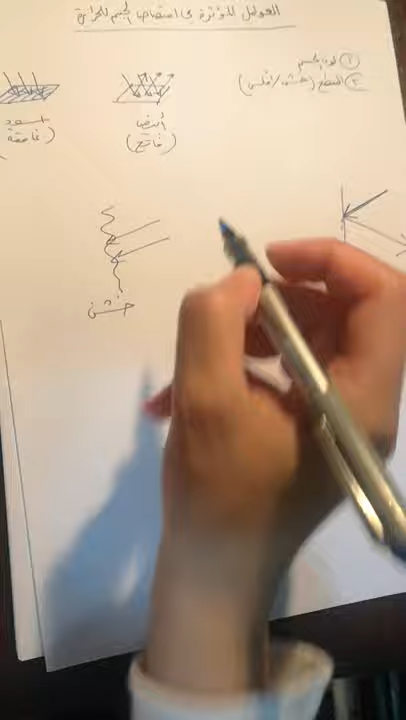 العوامل المؤثرة في امتصاص الجسم للحرارة
① لون الجسم
② السطح (خشن / أملس)
أبيض
(فاتح)
أسود
(غامقة)
خشن